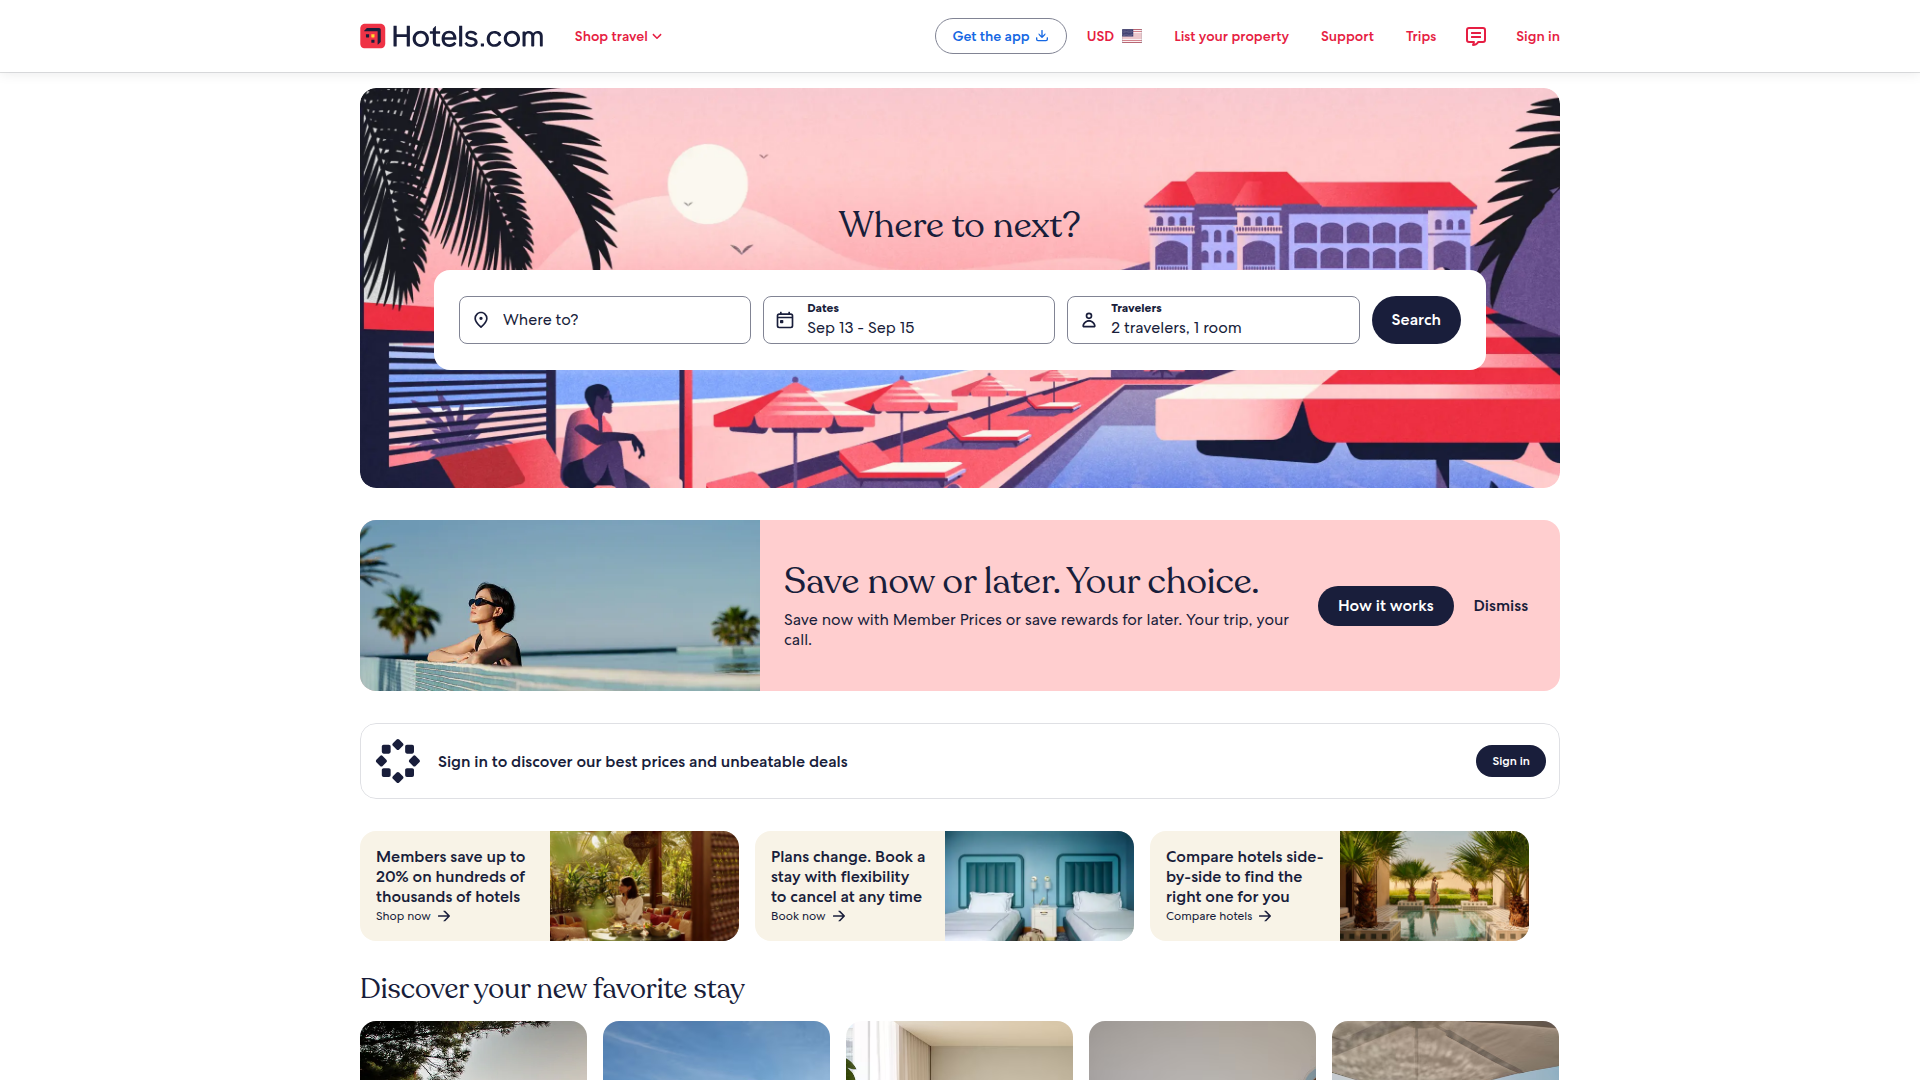 Hotels.com
Shop travel
Get the app
USD
List your property
Support
Trips
Sign in
Where to next?
Where to?
Dates
Sep 13 - Sep 15
Travelers
2 travelers, 1 room
Search
Save now or later. Your choice.
Save now with Member Prices or save rewards for later. Your trip, your
call.
How it works
Dismiss
Sign in to discover our best prices and unbeatable deals
Sign in
Members save up to
20% on hundreds of
thousands of hotels
Shop now
Plans change. Book a
stay with flexibility
to cancel at any time
Book now
Compare hotels side-
by-side to find the
right one for you
Compare hotels
Discover your new favorite stay